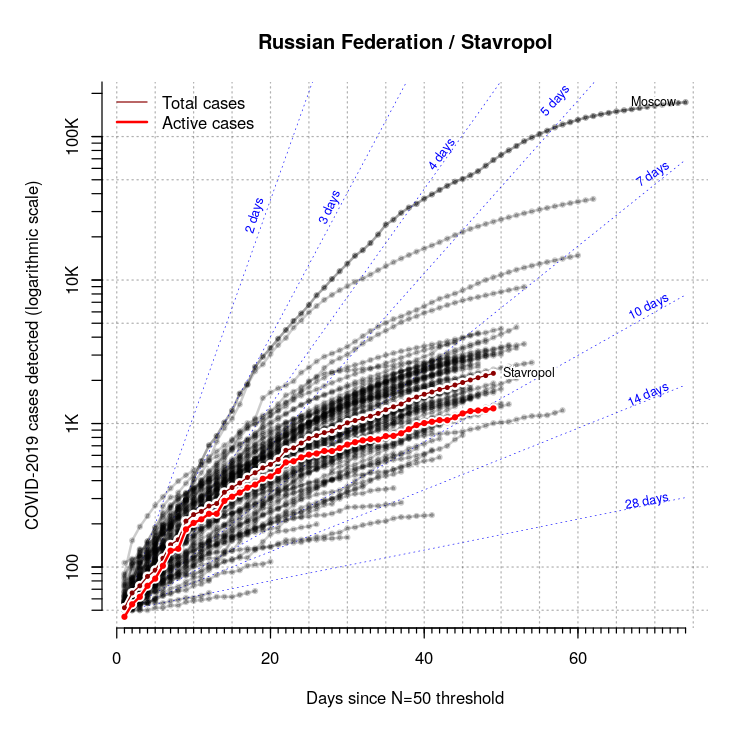 Russian Federation / Stavropol
Total cases
Active cases
Moscow
Stavropol
2 days
3 days
4 days
5 days
7 days
10 days
14 days
28 days
COVID-2019 cases detected (logarithmic scale)
100K
10K
1K
100
0
20
40
60
Days since N=50 threshold